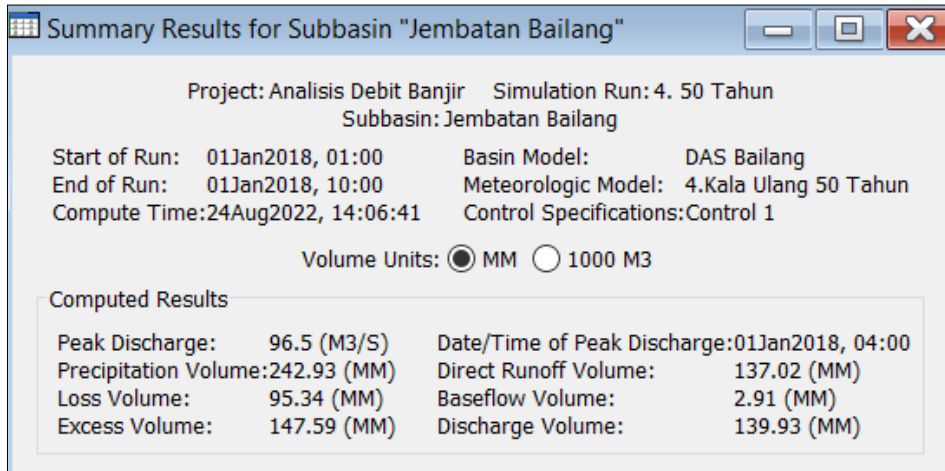 Summary Results for Subbasin "Jembatan Bailang"
Project: Analisis Debit Banjir Simulation Run: 4. 50 Tahun
Subbasin: Jembatan Bailang
Start of Run: 01Jan2018, 01:00 Basin Model: DAS Bailang
End of Run: 01Jan2018, 10:00 Meteorologic Model: 4.Kala Ulang 50 Tahun
Compute Time:24Aug2022, 14:06:41 Control Specifications:Control 1
Volume Units: MM 1000 M3
Computed Results
Peak Discharge: 96.5 (M3/S) Date/Time of Peak Discharge:01Jan2018, 04:00
Precipitation Volume:242.93 (MM) Direct Runoff Volume: 137.02 (MM)
Loss Volume: 95.34 (MM) Baseflow Volume: 2.91 (MM)
Excess Volume: 147.59 (MM) Discharge Volume: 139.93 (MM)